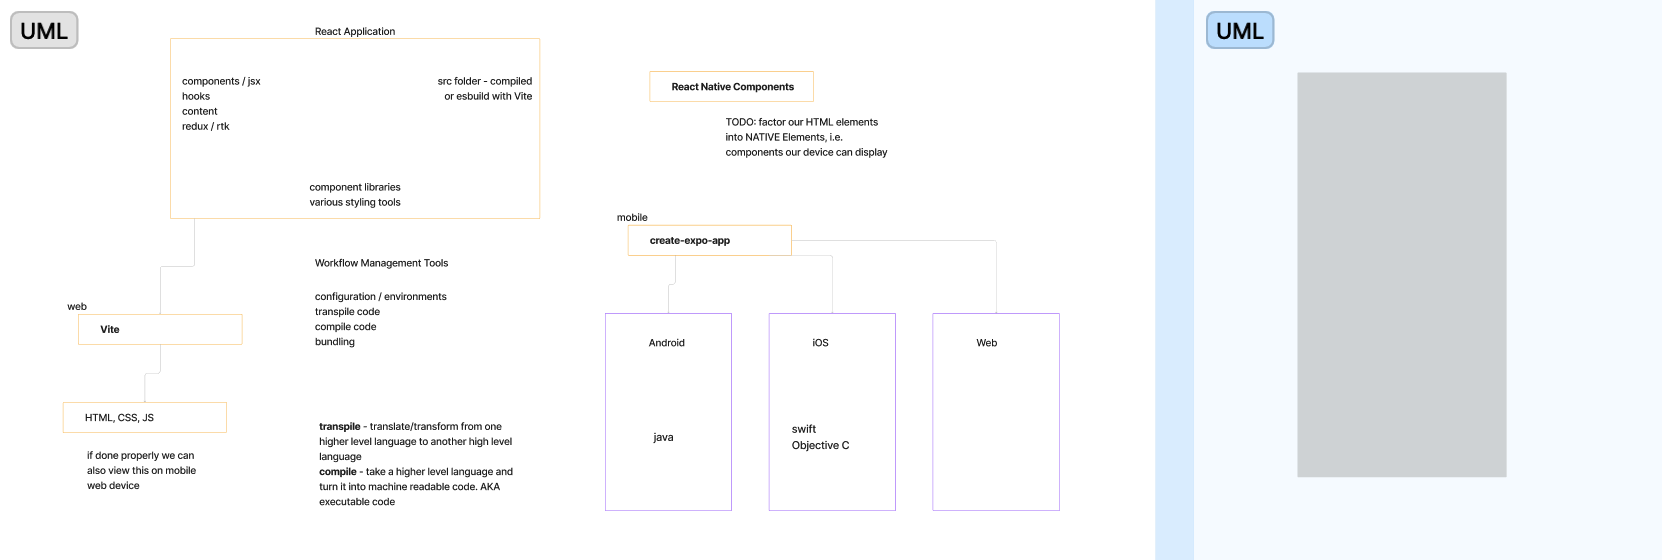 UML
React Application
components / jsx
hooks
content
redux / rtk
src folder - compiled
or esbuild with Vite
component libraries
various styling tools
web
Vite
HTML, CSS, JS
if done properly we can
also view this on mobile
web device
Workflow Management Tools
configuration / environments
transpile code
compile code
bundling
transpile - translate/transform from one
higher level language to another high level
language
compile - take a higher level language and
turn it into machine readable code. AKA
executable code
React Native Components
TODO: factor our HTML elements
into NATIVE Elements, i.e.
components our device can display
mobile
create-expo-app
Android
java
iOS
swift
Objective C
Web
UML